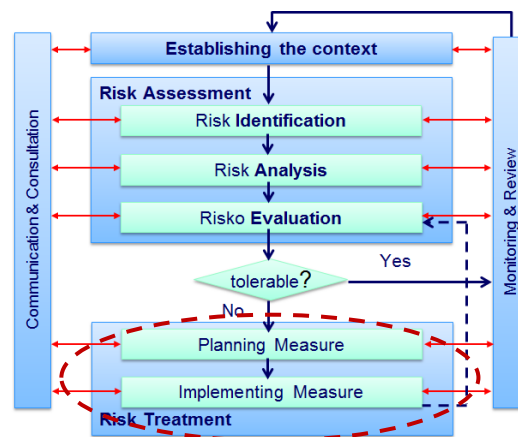 Establishing the context
Risk Assessment
Risk Identification
Risk Analysis
Risko Evaluation
tolerable?
Yes
No
Planning Measure
Implementing Measure
Risk Treatment
Communication & Consultation
Monitoring & Review